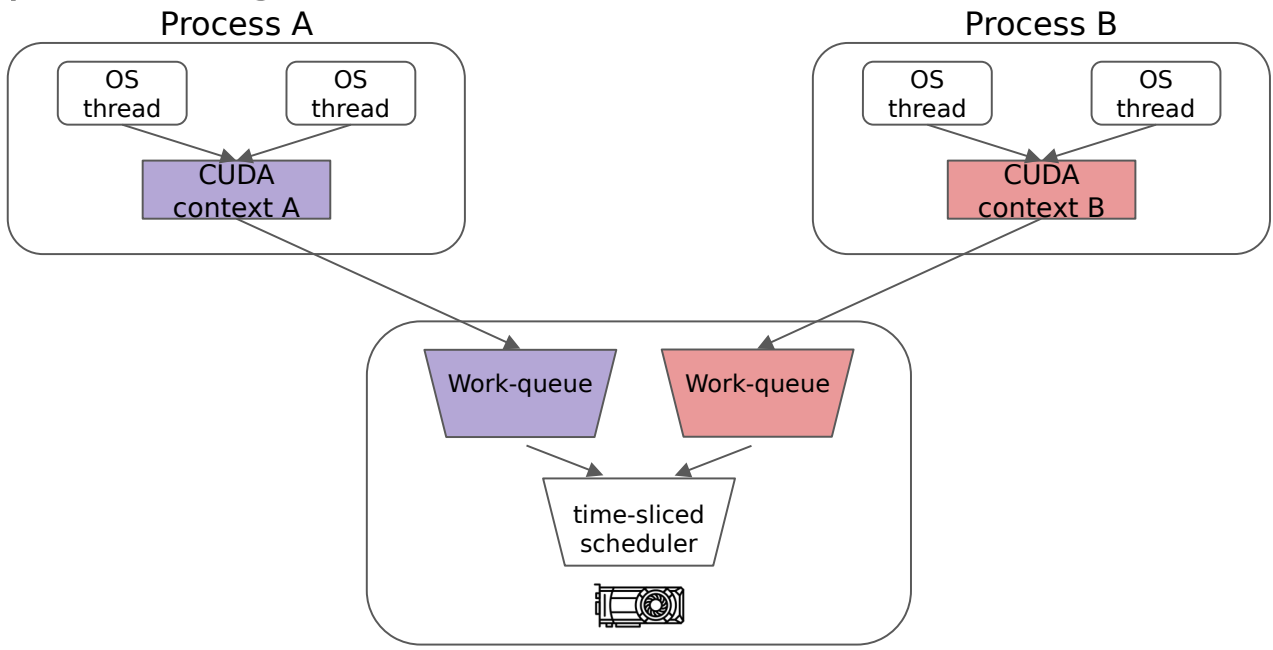 Process A
Process B
OS
thread
OS
thread
OS
thread
OS
thread
CUDA
context A
CUDA
context B
Work-queue
Work-queue
time-sliced
scheduler